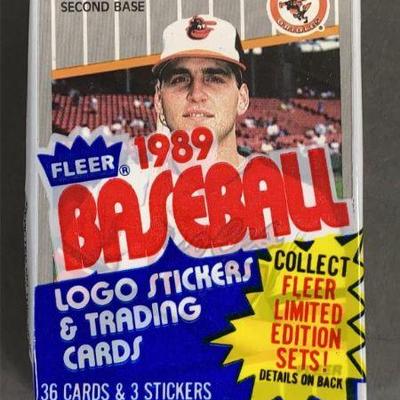 SECOND BASE
FLEER® 1989
BASEBALL
LOGO STICKERS
& TRADING
CARDS
36 CARDS & 3 STICKERS
COLLECT
FLEER
LIMITED
EDITION
SETS!
DETAILS ON BACK